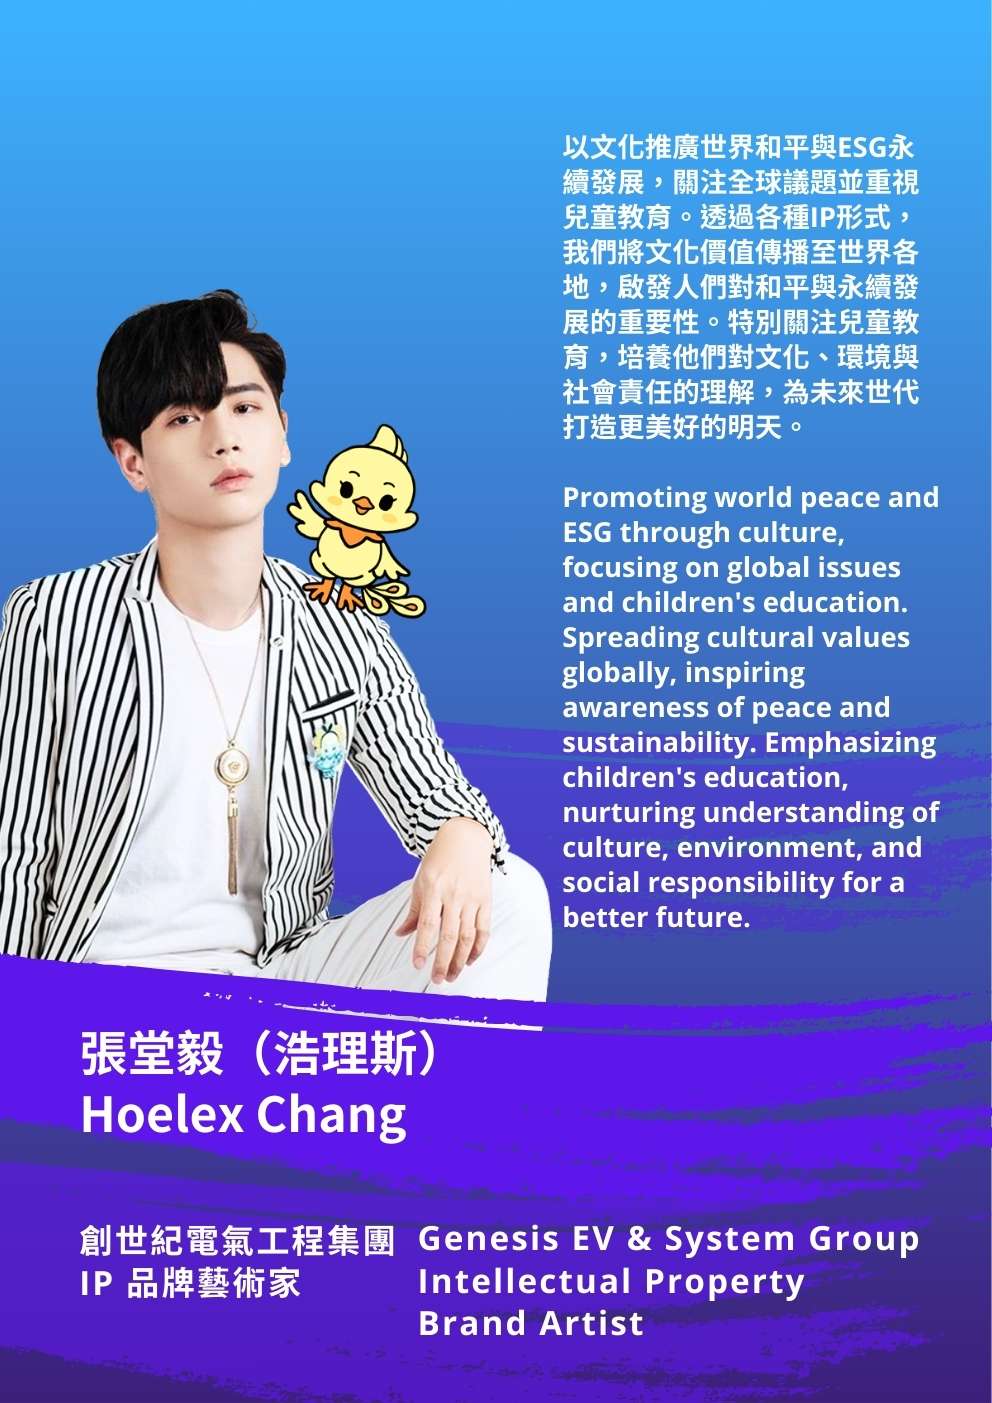 以文化推廣世界和平與ESG永
續發展，關注全球議題並重視
兒童教育。透過各種IP形式，
我們將文化價值傳播至世界各
地，啟發人們對和平與永續發
展的重要性。特別關注兒童教
育，培養他們對文化、環境與
社會責任的理解，為未來世代
打造更美好的明天。
Promoting world peace and
ESG through culture,
focusing on global issues
and children's education.
Spreading cultural values
globally, inspiring
awareness of peace and
sustainability. Emphasizing
children's education,
nurturing understanding of
culture, environment, and
social responsibility for a
better future.
張堂毅（浩理斯）
Hoelex Chang
創世紀電氣工程集團
IP 品牌藝術家
Genesis EV & System Group
Intellectual Property
Brand Artist